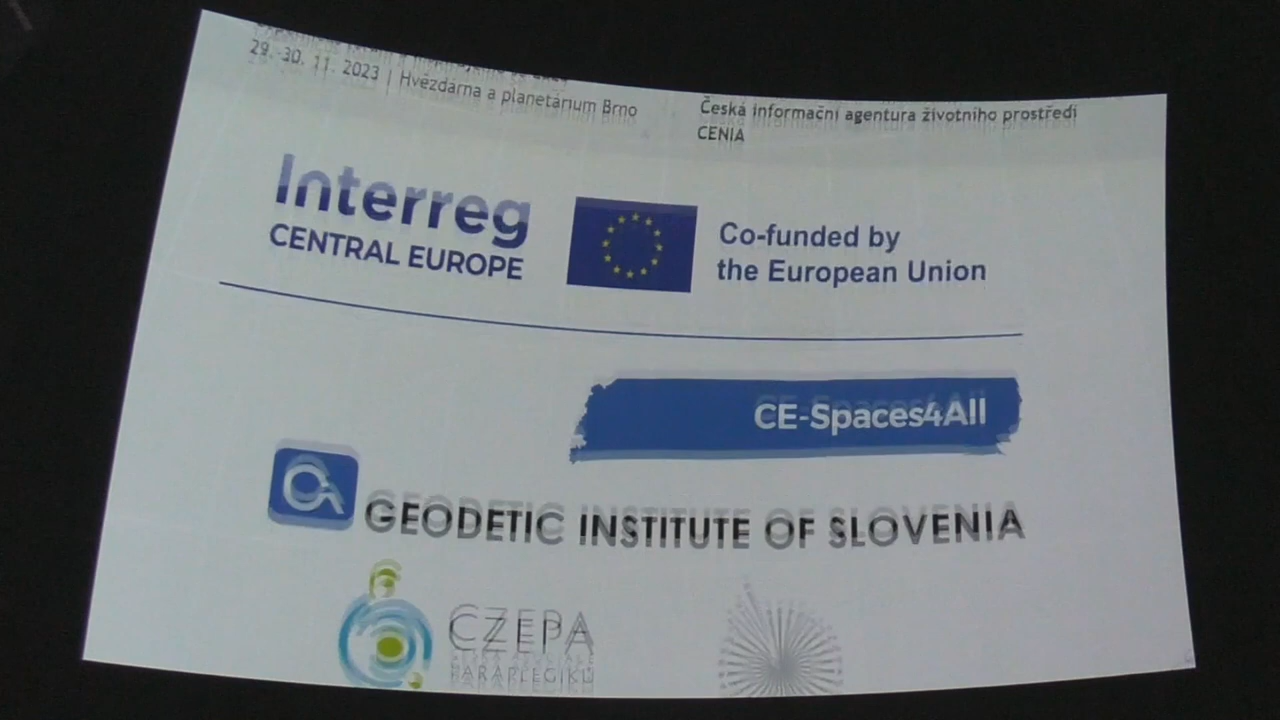 29.-30. 11. 2023 | Hvězdárna a planetárium Brno
Česká informační agentura životního prostředí
CENIA
Interreg
CENTRAL EUROPE
Co-funded by
the European Union
CE-Spaces4All
GEODETIC INSTITUTE OF SLOVENIA
CZEPA
PARAPLEGIKŮ